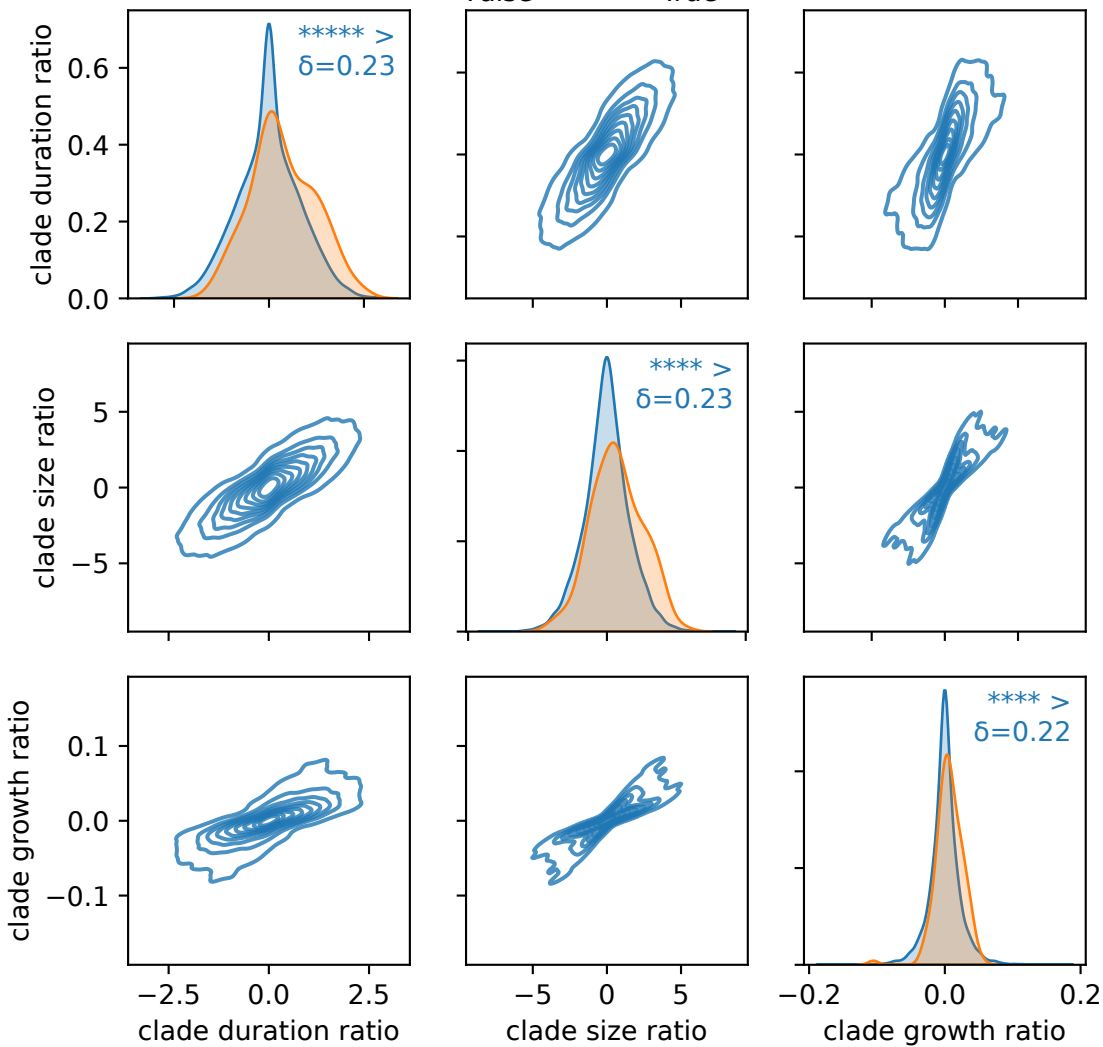 clade duration ratio
0.6
0.4
0.2
0.0
***** >
δ=0.23
clade size ratio
5
0
−5
**** >
δ=0.23
clade growth ratio
0.1
0.0
−0.1
**** >
δ=0.22
−2.5 0.0 2.5
−5 0 5
−0.2 0.0 0.2
clade duration ratio
clade size ratio
clade growth ratio